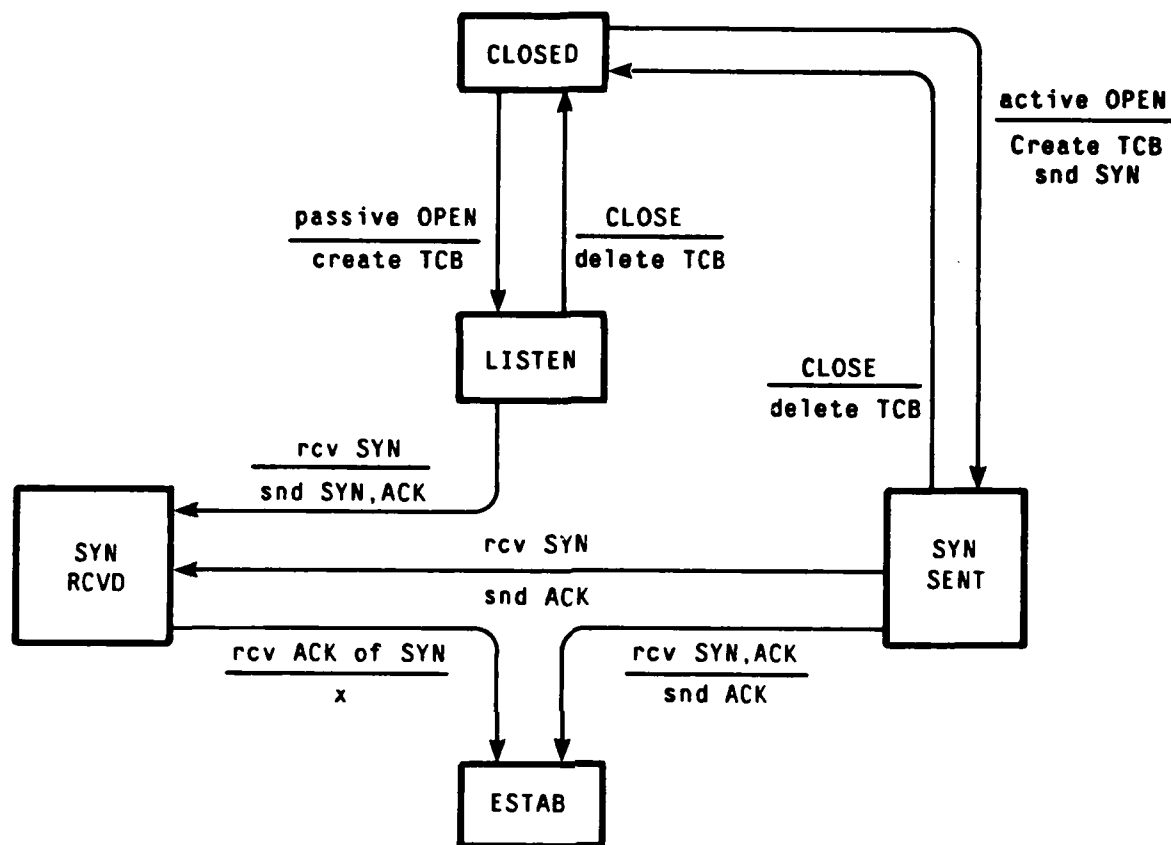 CLOSED
active OPEN
Create TCB
snd SYN
passive OPEN
create TCB
CLOSE
delete TCB
LISTEN
CLOSE
delete TCB
rcv SYN
snd SYN,ACK
SYN
RCVD
rcv SYN
snd ACK
SYN
SENT
rcv ACK of SYN
x
rcv SYN,ACK
snd ACK
ESTAB